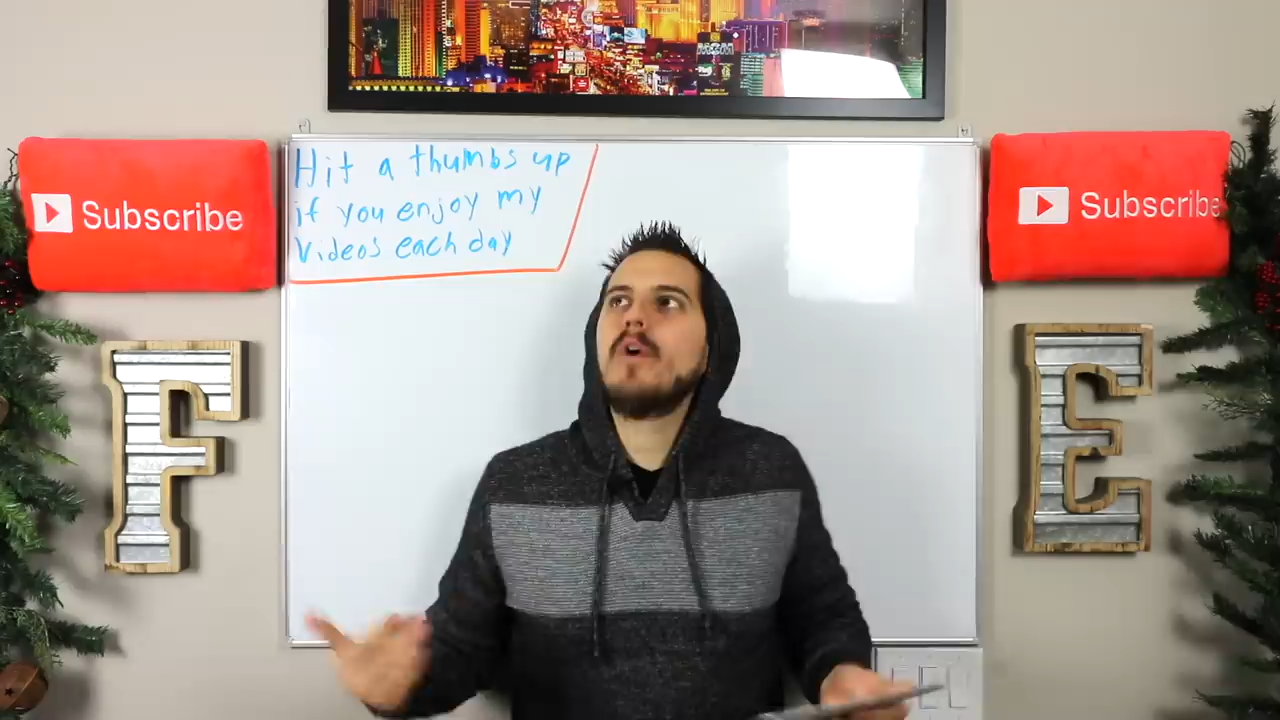 Hit a thumbs up
if you enjoy my
Videos each day
Subscribe
Subscribe
F
E